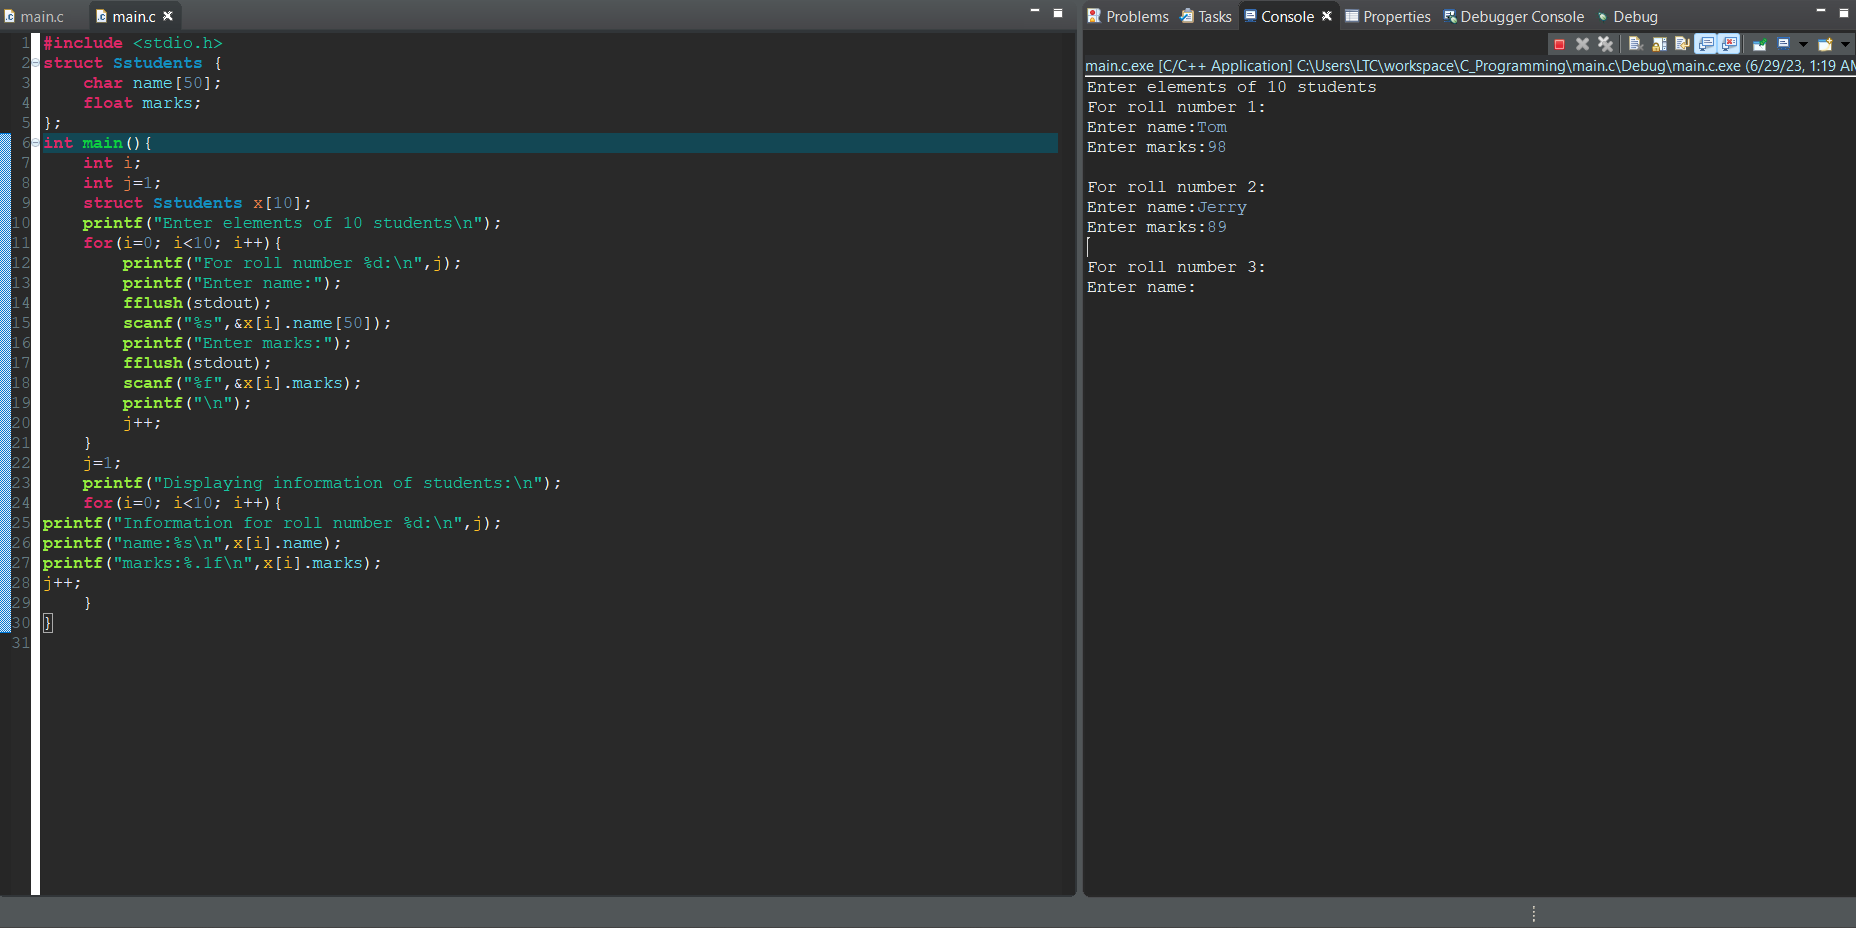 main.c
main.c
1 #include <stdio.h>
2 struct Sstudents {
3     char name[50];
4     float marks;
5 };
6 int main(){
7     int i;
8     int j=1;
9     struct Sstudents x[10];
10     printf("Enter elements of 10 students\n");
11     for(i=0; i<10; i++){
12         printf("For roll number %d:\n",j);
13         printf("Enter name:");
14         fflush(stdout);
15         scanf("%s",&x[i].name[50]);
16         printf("Enter marks:");
17         fflush(stdout);
18         scanf("%f",&x[i].marks);
19         printf("\n");
20         j++;
21     }
22     j=1;
23     printf("Displaying information of students:\n");
24     for(i=0; i<10; i++){
25 printf("Information for roll number %d:\n",j);
26 printf("name:%s\n",x[i].name);
27 printf("marks:%.1f\n",x[i].marks);
28 j++;
29     }
30 }
31
Problems Tasks Console Properties Debugger Console Debug
main.c.exe [C/C++ Application] C:\Users\LTC\workspace\C_Programming\main.c\Debug\main.c.exe (6/29/23, 1:19 AM
Enter elements of 10 students
For roll number 1:
Enter name:Tom
Enter marks:98
For roll number 2:
Enter name:Jerry
Enter marks:89
For roll number 3:
Enter name: